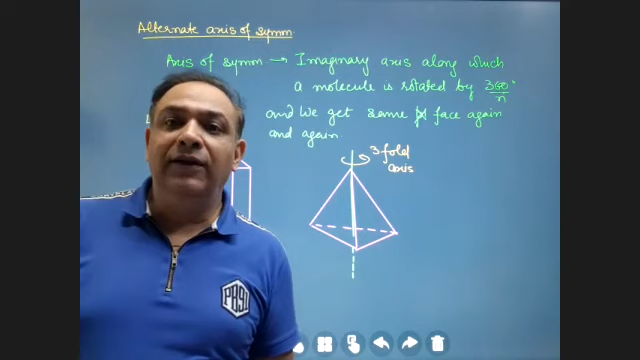 Alternate axis of symm.
Axis of symm → Imaginary axis along which
a molecule is rotated by 360°/n
and we get same face again
and again.
3 fold
axis
PB91